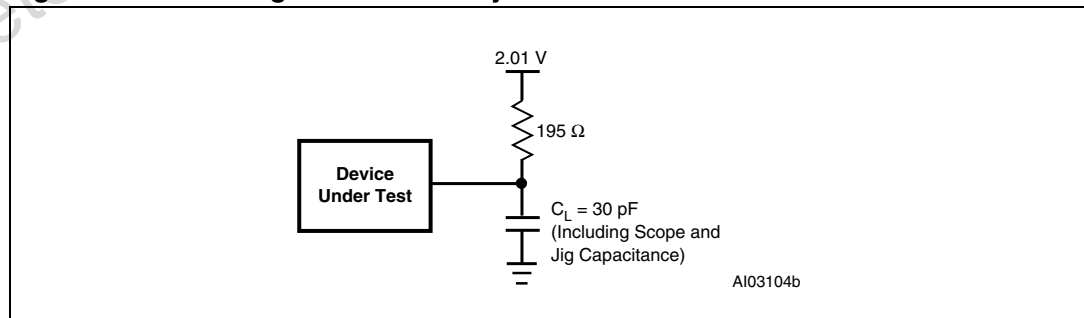 2.01 V
195 Ω
Device
Under Test
C_L = 30 pF
(Including Scope and
Jig Capacitance)
AI03104b